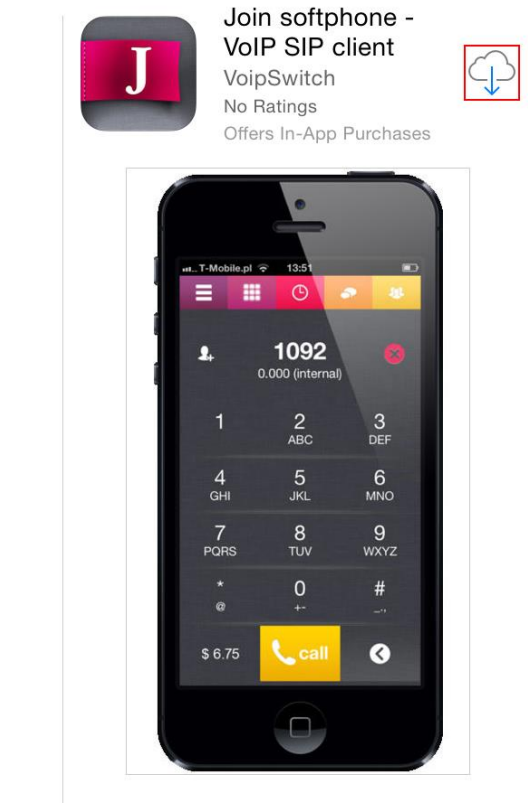 J
Join softphone -
VoIP SIP client
VoipSwitch
No Ratings
Offers In-App Purchases
T-Mobile.pl 13:51
1092
0.000 (internal)
1 2 3
ABC DEF
4 5 6
GHI JKL MNO
7 8 9
PQRS TUV WXYZ
* 0 #
@ +- _.,
$ 6.75 call